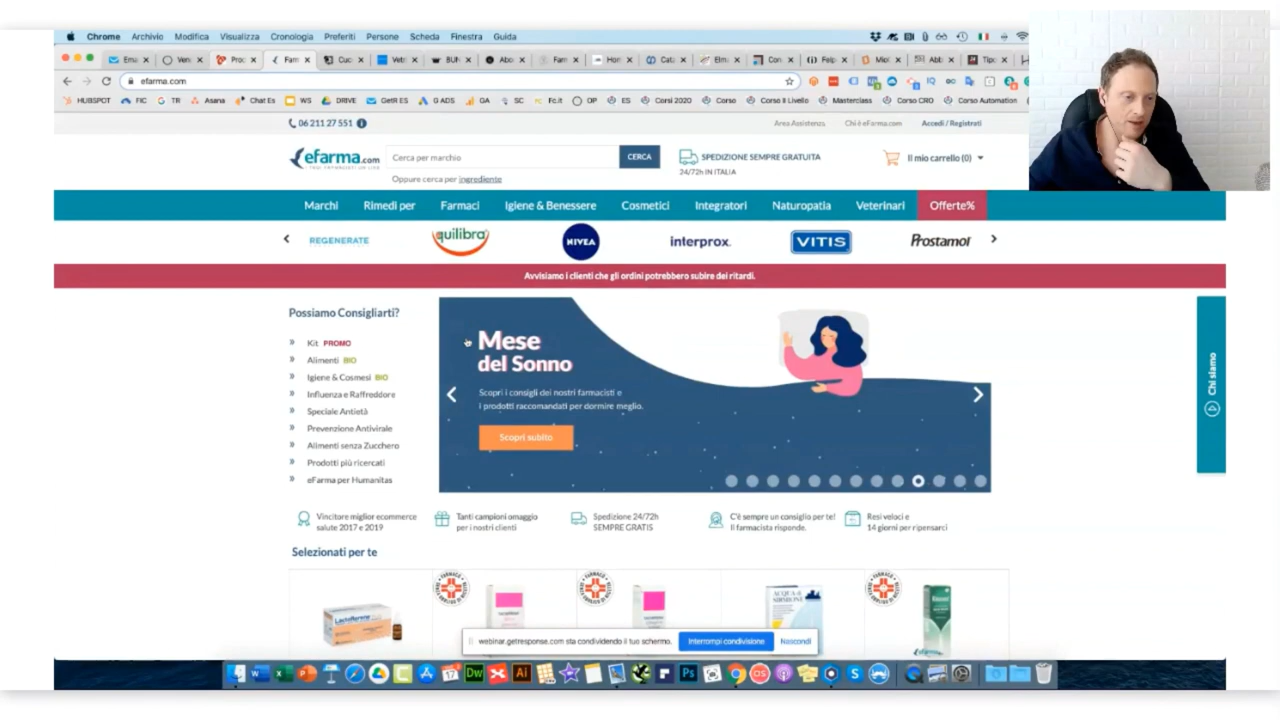 Chrome Archivio Modifica Visualizza Cronologia Preferiti Persone Scheda Finestra Guida
efarma.com
HUBSPOT FIC TR Asana Chat Es WS DRIVE GetR ES G ADS GA SC Fc.it OP ES Corsi 2020 Corso Corso II Livello Masterclass Corso CRO Corso Automation
06 211 27 551
Area Assistenza Chi è eFarma.com Accedi / Registrati
efarma.com
Cerca per marchio
CERCA
SPEDIZIONE SEMPRE GRATUITA
24/72h IN ITALIA
Il mio carrello (0)
Oppure cerca per ingrediente
Marchi Rimedi per Farmaci Igiene & Benessere Cosmetici Integratori Naturopatia Veterinari Offerte%
REGENERATE
equilibra
NIVEA
interprox.
VITIS
Prostamol
Avvisiamo i clienti che gli ordini potrebbero subire dei ritardi.
Possiamo Consigliarti?
Kit PROMO
Alimenti BIO
Igiene & Cosmesi BIO
Influenza e Raffreddore
Speciale Antietà
Prevenzione Antivirale
Alimenti senza Zucchero
Prodotti più ricercati
eFarma per Humanitas
Mese
del Sonno
Scopri i consigli dei nostri farmacisti e
i prodotti raccomandati per dormire meglio.
Scopri subito
Chi siamo
Vincitore miglior ecommerce
salute 2017 e 2019
Tanti campioni omaggio
per i nostri clienti
Spedizione 24/72h
SEMPRE GRATIS
C'è sempre un consiglio per te!
Il farmacista risponde.
Resi veloci e
14 giorni per ripensarci
Selezionati per te
webinar.getresponse.com sta condividendo il tuo schermo.
Interrompi condivisione
Nascondi